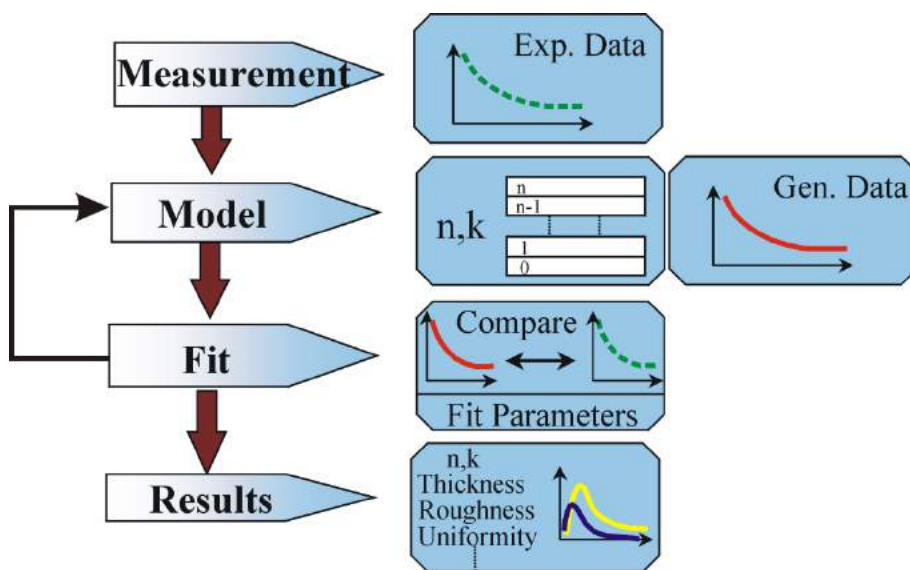 Measurement
Exp. Data
Model
n,k
n
n-1
1
0
Gen. Data
Fit
Compare
Fit Parameters
Results
n,k
Thickness
Roughness
Uniformity